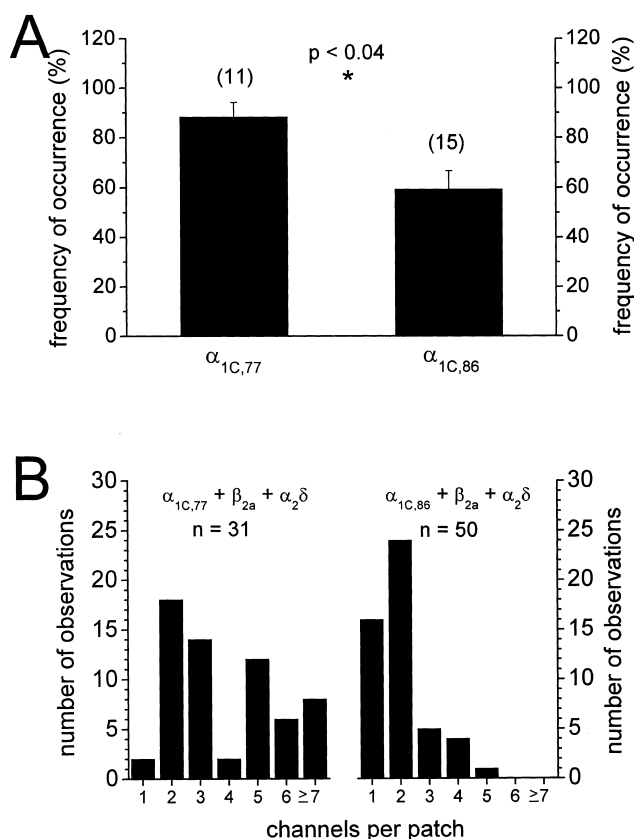 A
frequency of occurrence (%)
120
100
80
60
40
20
0
(11)
p < 0.04
*
(15)
120
100
80
60
40
20
0
frequency of occurrence (%)
α1C,77
α1C,86
B
number of observations
30
25
20
15
10
5
0
α1C,77 + β2a + α2δ
n = 31
α1C,86 + β2a + α2δ
n = 50
30
25
20
15
10
5
0
number of observations
1 2 3 4 5 6 ≥7
1 2 3 4 5 6 ≥7
channels per patch